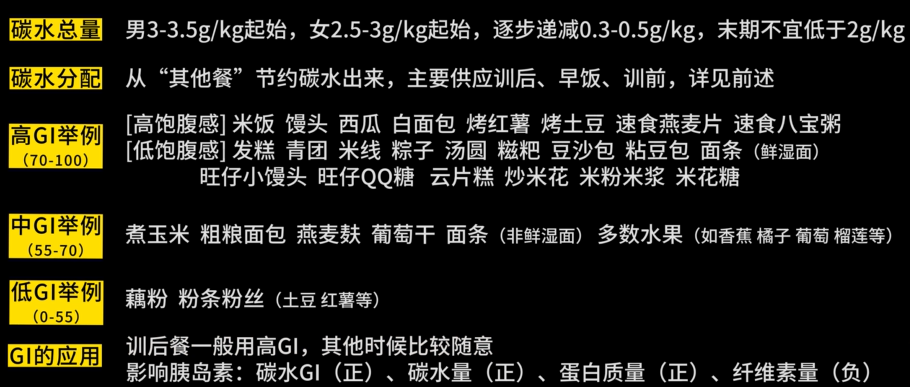 碳水总量 男3-3.5g/kg起始，女2.5-3g/kg起始，逐步递减0.3-0.5g/kg，末期不宜低于2g/kg
碳水分配 从“其他餐”节约碳水出来，主要供应训后、早饭、训前，详见前述
高GI举例
（70-100）
[高饱腹感] 米饭 馒头 西瓜 白面包 烤红薯 烤土豆 速食燕麦片 速食八宝粥
[低饱腹感] 发糕 青团 米线 粽子 汤圆 糍粑 豆沙包 粘豆包 面条（鲜湿面）
旺仔小馒头 旺仔QQ糖 云片糕 炒米花 米粉米浆 米花糖
中GI举例
（55-70）
煮玉米 粗粮面包 燕麦麸 葡萄干 面条（非鲜湿面） 多数水果（如香蕉 橘子 葡萄 榴莲等）
低GI举例
（0-55）
藕粉 粉条粉丝（土豆 红薯等）
GI的应用
训后餐一般用高GI，其他时候比较随意
影响胰岛素：碳水GI（正）、碳水量（正）、蛋白质量（正）、纤维素量（负）